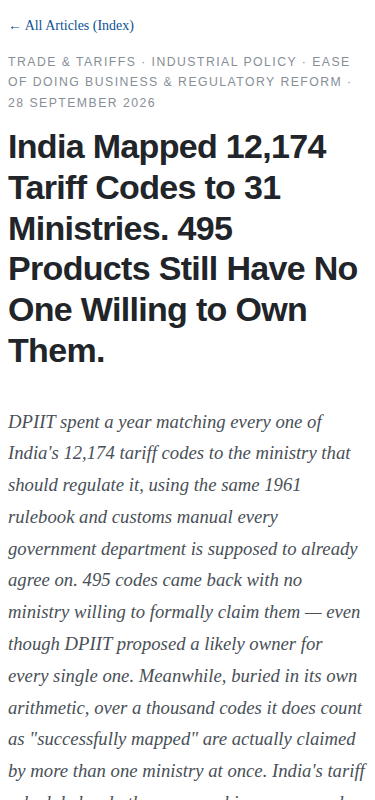 ← All Articles (Index)
TRADE & TARIFFS · INDUSTRIAL POLICY · EASE
OF DOING BUSINESS & REGULATORY REFORM ·
28 SEPTEMBER 2026
India Mapped 12,174
Tariff Codes to 31
Ministries. 495
Products Still Have No
One Willing to Own
Them.
DPIIT spent a year matching every one of
India's 12,174 tariff codes to the ministry that
should regulate it, using the same 1961
rulebook and customs manual every
government department is supposed to already
agree on. 495 codes came back with no
ministry willing to formally claim them — even
though DPIIT proposed a likely owner for
every single one. Meanwhile, buried in its own
arithmetic, over a thousand codes it does count
as "successfully mapped" are actually claimed
by more than one ministry at once. India's tariff